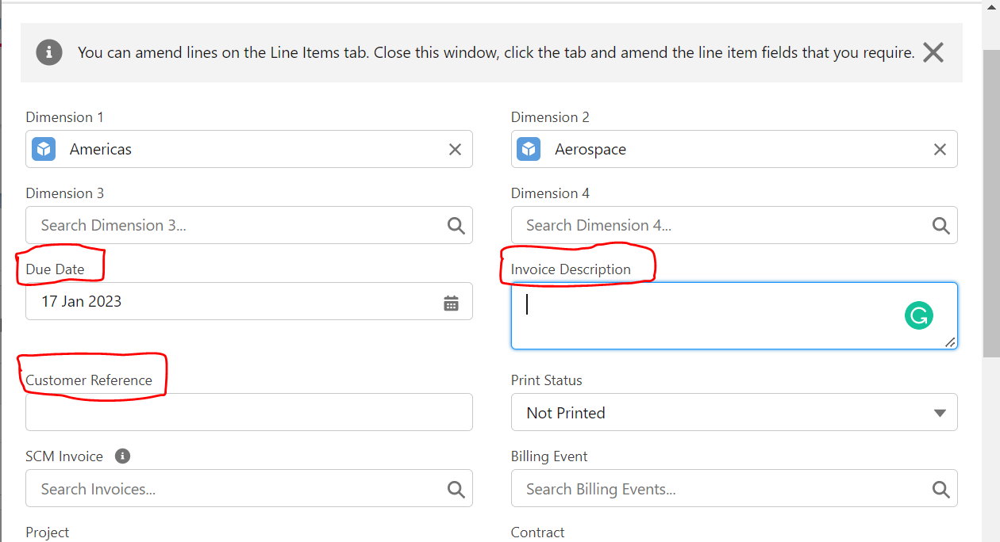 You can amend lines on the Line Items tab. Close this window, click the tab and amend the line item fields that you require.
Dimension 1
Dimension 2
Americas
Aerospace
Dimension 3
Dimension 4
Search Dimension 3...
Search Dimension 4...
Due Date
Invoice Description
17 Jan 2023
Customer Reference
Print Status
Not Printed
SCM Invoice
Billing Event
Search Invoices...
Search Billing Events...
Project
Contract